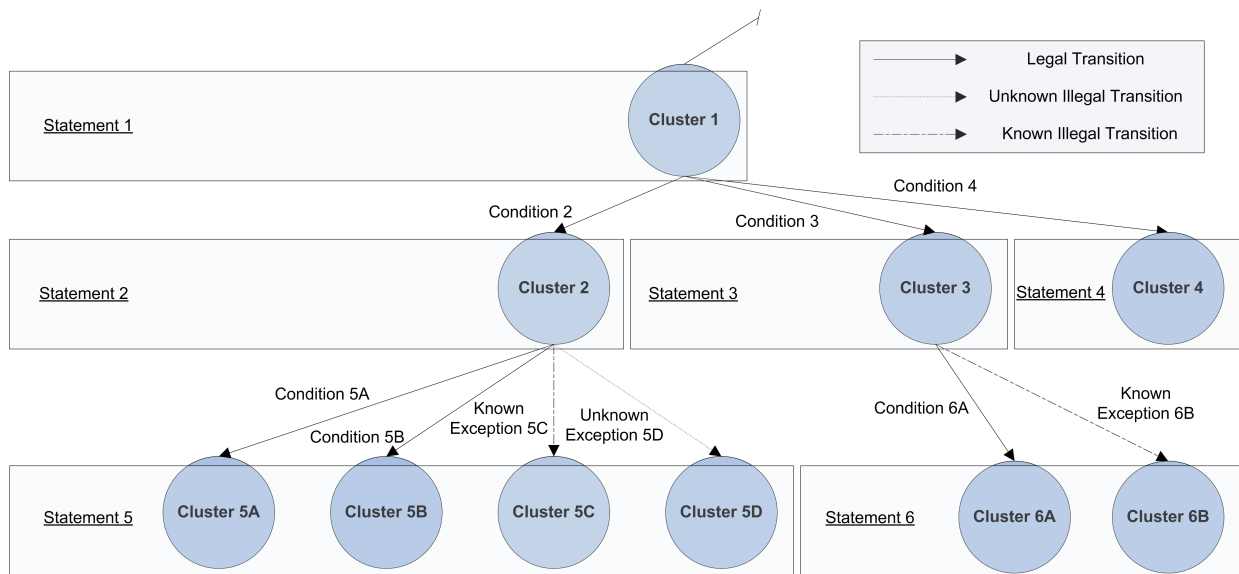 Legal Transition
Unknown Illegal Transition
Known Illegal Transition
Statement 1
Cluster 1
Condition 2
Condition 3
Condition 4
Statement 2
Cluster 2
Statement 3
Cluster 3
Statement 4
Cluster 4
Condition 5A
Condition 5B
Known
Exception 5C
Unknown
Exception 5D
Condition 6A
Known
Exception 6B
Statement 5
Cluster 5A
Cluster 5B
Cluster 5C
Cluster 5D
Statement 6
Cluster 6A
Cluster 6B